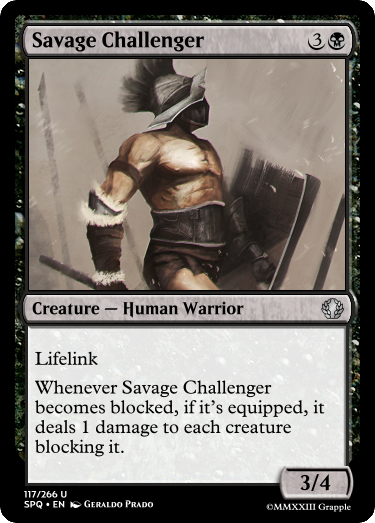 Savage Challenger 3
Creature — Human Warrior
Lifelink
Whenever Savage Challenger
becomes blocked, if it's equipped, it
deals 1 damage to each creature
blocking it.
3/4
117/266 U
SPQ • EN Geraldo Prado
©MMXXIII Grapple